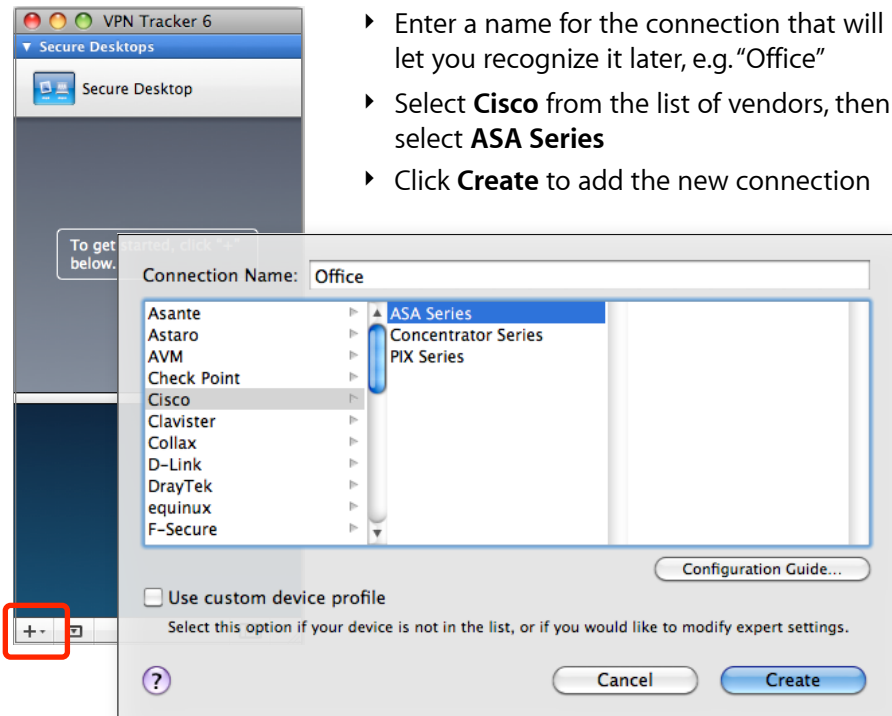 VPN Tracker 6
Secure Desktops
Secure Desktop
‣ Enter a name for the connection that will
let you recognize it later, e.g. “Office”
‣ Select Cisco from the list of vendors, then
select ASA Series
‣ Click Create to add the new connection
To get started, click "+"
below.
Connection Name: Office
Asante
Astaro
AVM
Check Point
Cisco
Clavister
Collax
D-Link
DrayTek
equinux
F-Secure
ASA Series
Concentrator Series
PIX Series
Configuration Guide...
Use custom device profile
Select this option if your device is not in the list, or if you would like to modify expert settings.
?
Cancel
Create